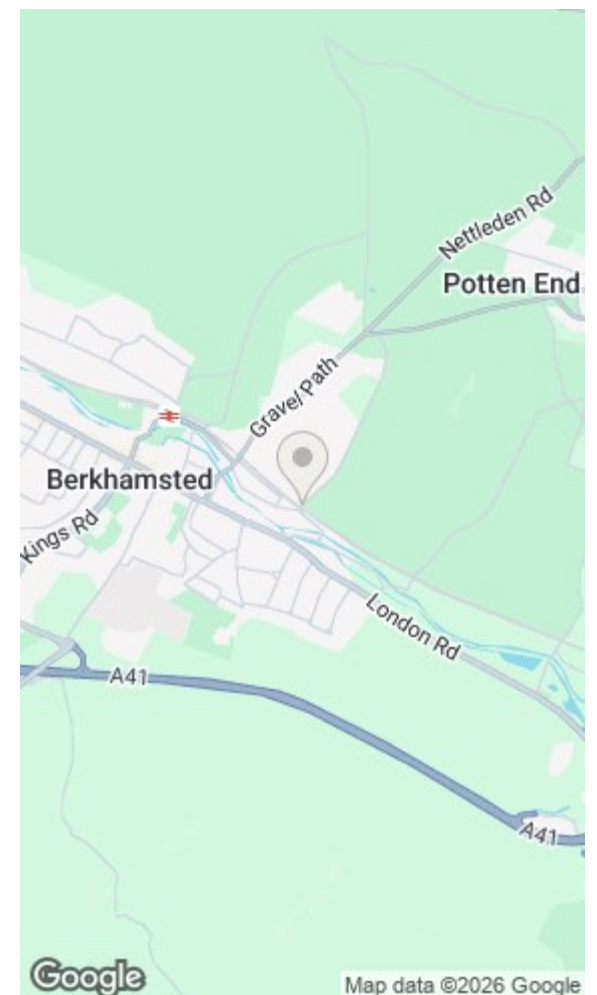 Nettleden Rd
Potten End
Gravel Path
Berkhamsted
Kings Rd
London Rd
A41
A41
Google
Map data ©2026 Google